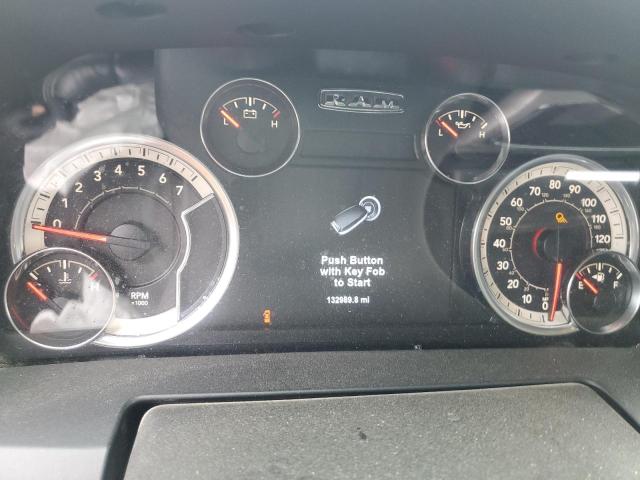 L H
RAM
L H
0 1 2 3 4 5 6 7
RPM
×1000
H
Push Button
with Key Fob
to Start
132989.8 mi
0 10 20 30 40 50 60 70 80 90 100 110 120
E F